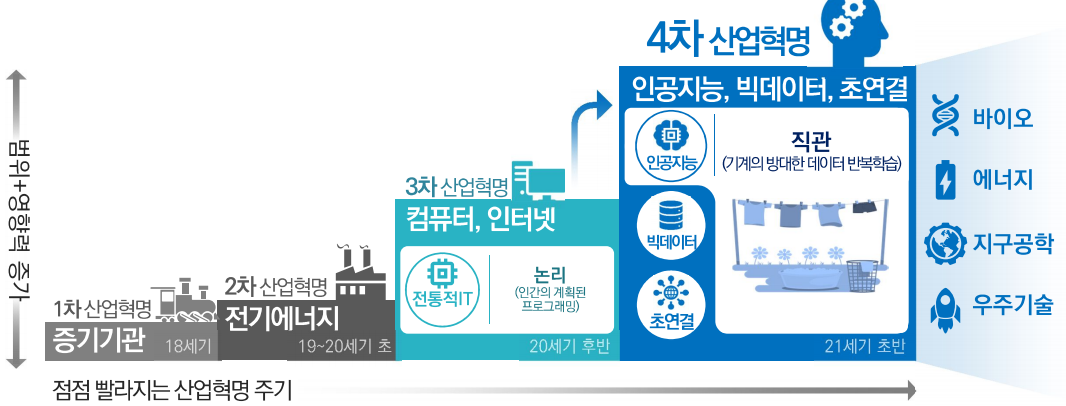 4차 산업혁명
인공지능, 빅데이터, 초연결
인공지능
직관
(기계의 방대한 데이터 반복학습)
빅데이터
초연결
21세기 초반
바이오
에너지
지구공학
우주기술
3차 산업혁명
컴퓨터, 인터넷
전통적IT
논리
(인간의 계획된
프로그래밍)
20세기 후반
2차 산업혁명
전기에너지
19~20세기 초
1차 산업혁명
증기기관
18세기
범위+영향력 증가
점점 빨라지는 산업혁명 주기